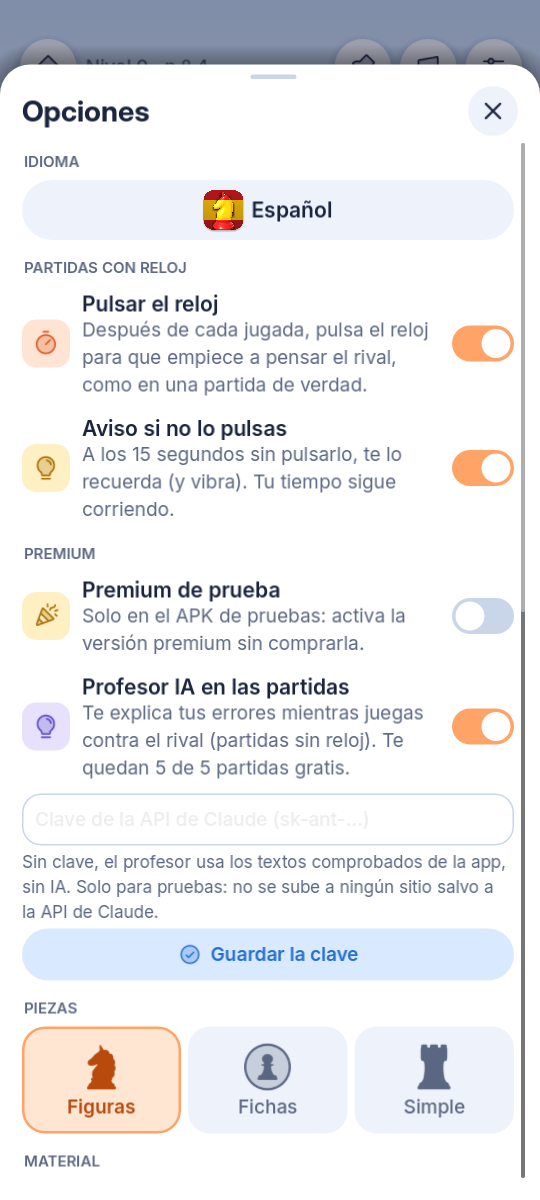 Opciones
IDIOMA
Español
PARTIDAS CON RELOJ
Pulsar el reloj
Después de cada jugada, pulsa el reloj
para que empiece a pensar el rival,
como en una partida de verdad.
Aviso si no lo pulsas
A los 15 segundos sin pulsarlo, te lo
recuerda (y vibra). Tu tiempo sigue
corriendo.
PREMIUM
Premium de prueba
Solo en el APK de pruebas: activa la
versión premium sin comprarla.
Profesor IA en las partidas
Te explica tus errores mientras juegas
contra el rival (partidas sin reloj). Te
quedan 5 de 5 partidas gratis.
Clave de la API de Claude (sk-ant-...)
Sin clave, el profesor usa los textos comprobados de la app,
sin IA. Solo para pruebas: no se sube a ningún sitio salvo a
la API de Claude.
Guardar la clave
PIEZAS
Figuras
Fichas
Simple
MATERIAL